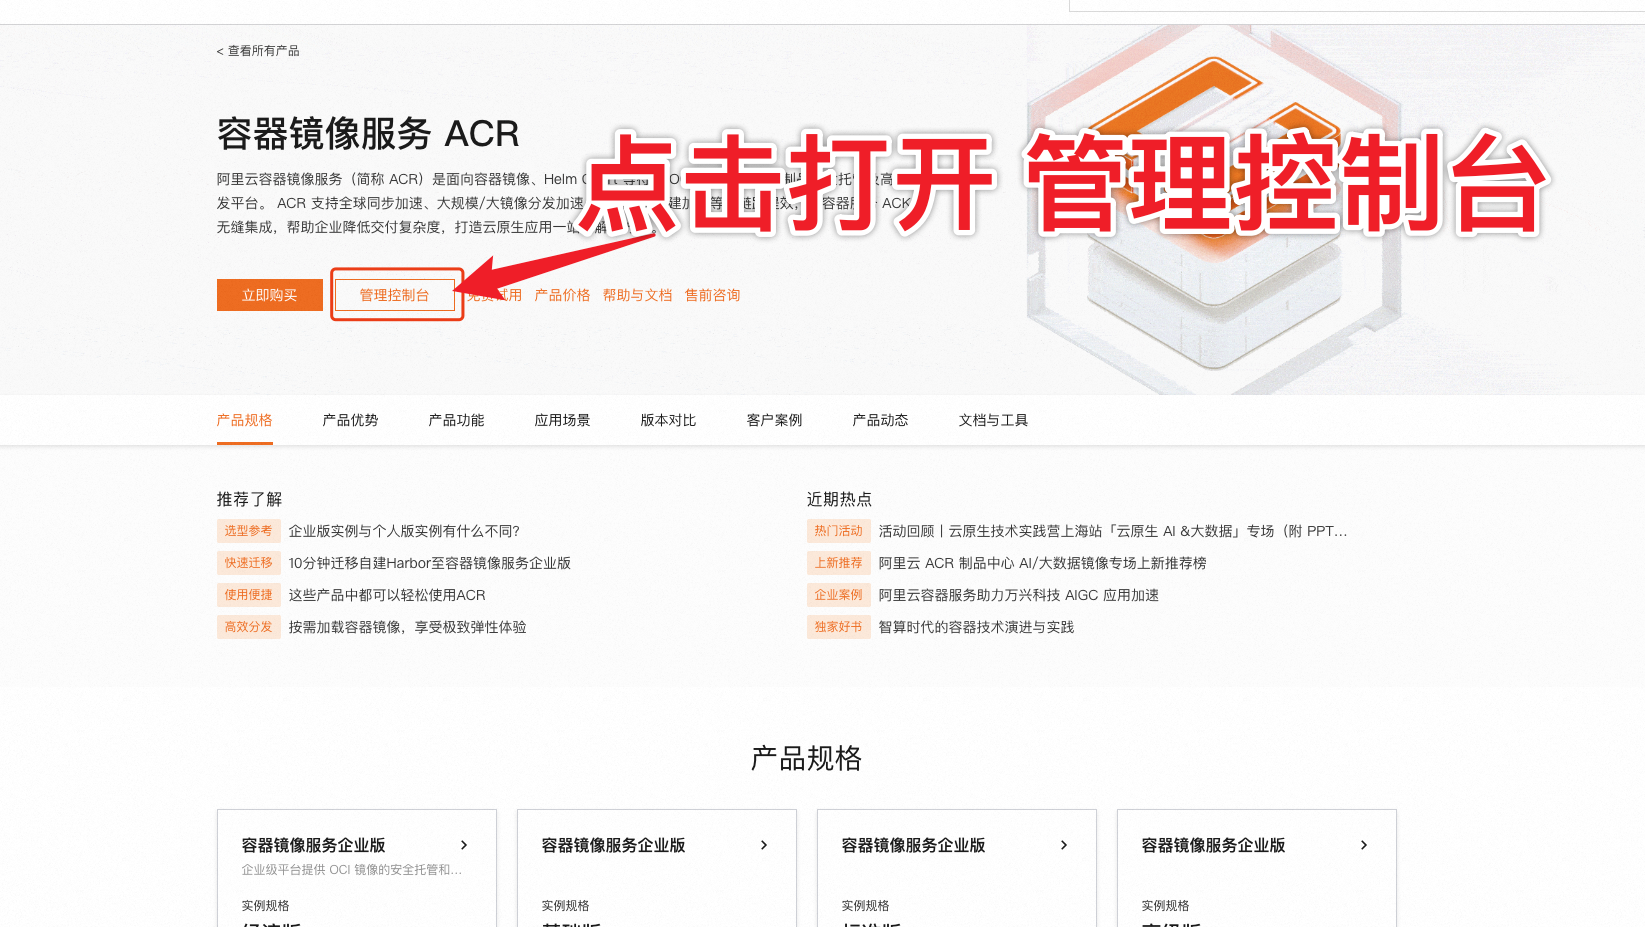 < 查看所有产品
容器镜像服务 ACR
点击打开 管理控制台
阿里云容器镜像服务（简称 ACR）是面向容器镜像、Helm
发平台。 ACR 支持全球同步加速、大规模/大镜像分发加速 ACK
无缝集成，帮助企业降低交付复杂度，打造云原生应用一站
立即购买 管理控制台 免费试用 产品价格 帮助与文档 售前咨询
产品规格 产品优势 产品功能 应用场景 版本对比 客户案例 产品动态 文档与工具
推荐了解
选型参考 企业版实例与个人版实例有什么不同?
快速迁移 10分钟迁移自建Harbor至容器镜像服务企业版
使用便捷 这些产品中都可以轻松使用ACR
高效分发 按需加载容器镜像，享受极致弹性体验
近期热点
热门活动 活动回顾丨云原生技术实践营上海站「云原生 AI &大数据」专场（附 PPT...
上新推荐 阿里云 ACR 制品中心 AI/大数据镜像专场上新推荐榜
企业案例 阿里云容器服务助力万兴科技 AIGC 应用加速
独家好书 智算时代的容器技术演进与实践
产品规格
容器镜像服务企业版
企业级平台提供 OCI 镜像的安全托管和...
实例规格
经济版
容器镜像服务企业版
实例规格
基础版
容器镜像服务企业版
实例规格
标准版
容器镜像服务企业版
实例规格
高级版